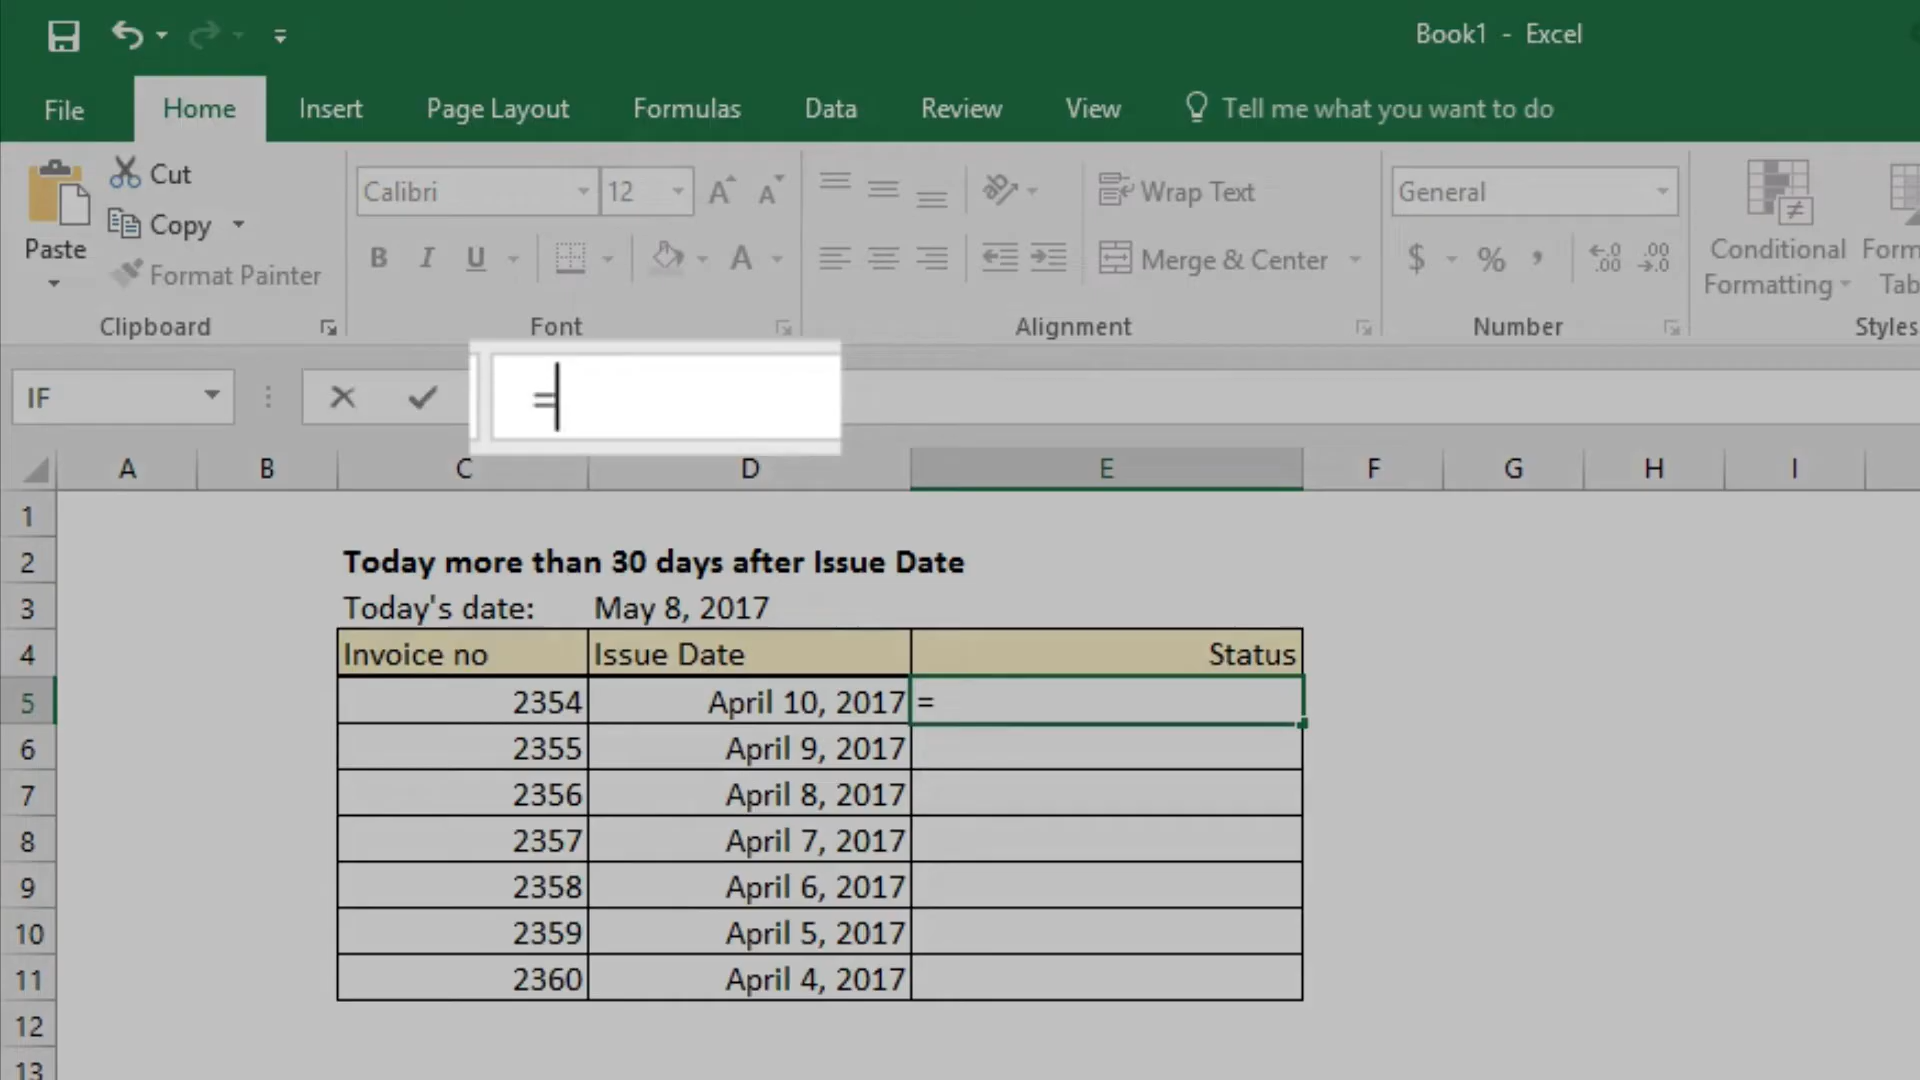 Book1 - Excel
File Home Insert Page Layout Formulas Data Review View Tell me what you want to do
Paste
Cut
Copy
Format Painter
Clipboard
Calibri 12
B I U A
Font
Wrap Text
Merge & Center
Alignment
General
$ % ,
Number
Conditional
Formatting
Styles
IF =
A B C D E F G H I
1
2 Today more than 30 days after Issue Date
3 Today's date: May 8, 2017
4 Invoice no Issue Date Status
5 2354 April 10, 2017 =
6 2355 April 9, 2017
7 2356 April 8, 2017
8 2357 April 7, 2017
9 2358 April 6, 2017
10 2359 April 5, 2017
11 2360 April 4, 2017
12
13